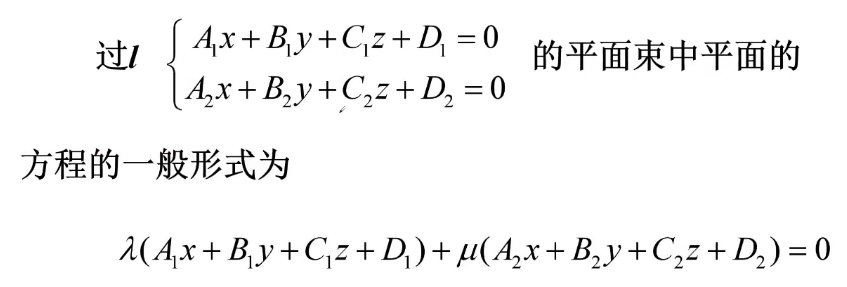 过l { A₁x + B₁y + C₁z + D₁ = 0 的平面束中平面的
A₂x + B₂y + C₂z + D₂ = 0
方程的一般形式为
λ(A₁x + B₁y + C₁z + D₁) + μ(A₂x + B₂y + C₂z + D₂) = 0